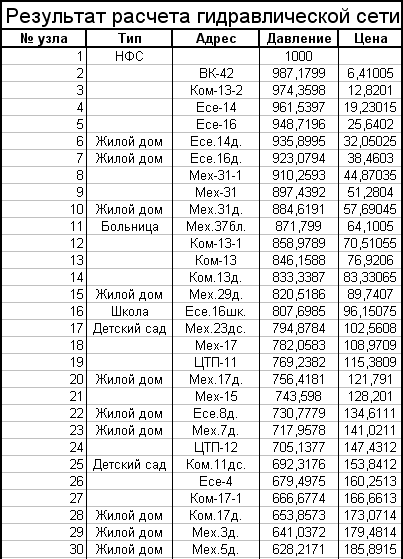 Результат расчета гидравлической сети
№ узла Тип Адрес Давление Цена
1 НФС 1000
2 ВК-42 987,1799 6,41005
3 Ком-13-2 974,3598 12,8201
4 Есе-14 961,5397 19,23015
5 Есе-16 948,7196 25,6402
6 Жилой дом Есе.14д. 935,8995 32,05025
7 Жилой дом Есе.16д. 923,0794 38,4603
8 Мех-31-1 910,2593 44,87035
9 Мех-31 897,4392 51,2804
10 Жилой дом Мех.31д. 884,6191 57,69045
11 Больница Мех.37бл. 871,799 64,1005
12 Ком-13-1 858,9789 70,51055
13 Ком-13 846,1588 76,9206
14 Ком.13д. 833,3387 83,33065
15 Жилой дом Мех.29д. 820,5186 89,7407
16 Школа Есе.16шк. 807,6985 96,15075
17 Детский сад Мех.23дс. 794,8784 102,5608
18 Мех-17 782,0583 108,9709
19 ЦТП-11 769,2382 115,3809
20 Жилой дом Мех.17д. 756,4181 121,791
21 Мех-15 743,598 128,201
22 Жилой дом Есе.8д. 730,7779 134,6111
23 Жилой дом Мех.7д. 717,9578 141,0211
24 ЦТП-12 705,1377 147,4312
25 Детский сад Ком.11дс. 692,3176 153,8412
26 Есе-4 679,4975 160,2513
27 Ком-17-1 666,6774 166,6613
28 Жилой дом Ком.17д. 653,8573 173,0714
29 Жилой дом Мех.3д. 641,0372 179,4814
30 Жилой дом Мех.5д. 628,2171 185,8915